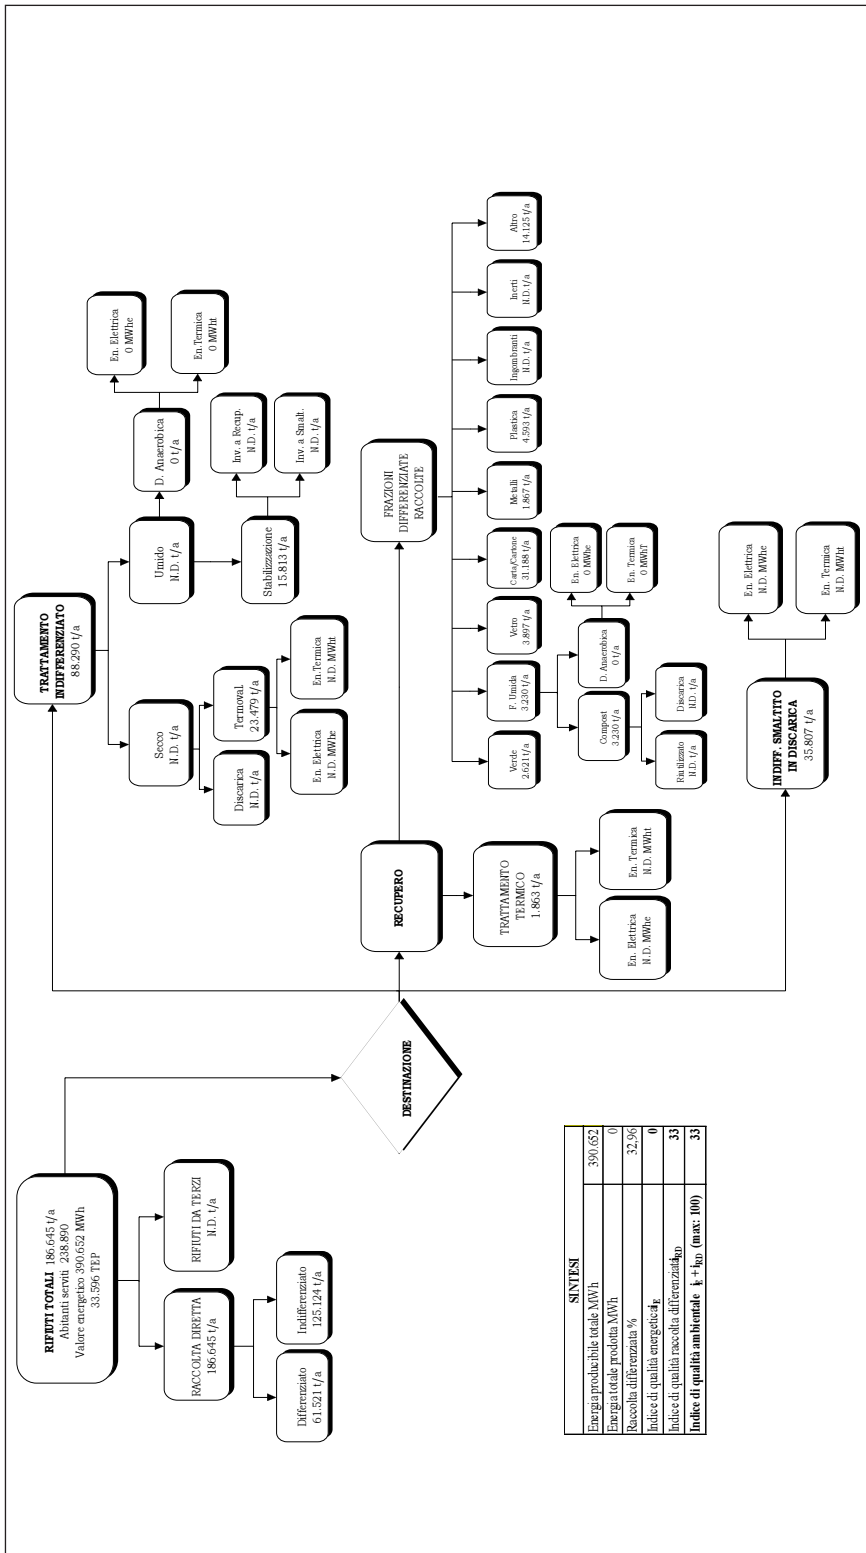 RIFIUTI TOTALI 186.645 t/a
Abitanti serviti 238.890
Valore energetico 390.652 MWh
33.596 TEP
RACCOLTA DIRETTA
186.645 t/a
RIFIUTI DA TERZI
N.D. t/a
Differenziato
61.521 t/a
Indifferenziato
125.124 t/a
DESTINAZIONE
TRATTAMENTO
INDIFFERENZIATO
88.290 t/a
Secco
N.D. t/a
Umido
N.D. t/a
Discarica
N.D. t/a
Termoval.
23.479 t/a
En. Elettrica
N.D. MWhe
En.Termica
N.D. MWht
D. Anaerobica
0 t/a
En. Elettrica
0 MWhe
En.Termica
0 MWht
Stabilizzazione
15.813 t/a
Inv. a Recup.
N.D. t/a
Inv. a Smalt.
N.D. t/a
RECUPERO
TRATTAMENTO
TERMICO
1.863 t/a
En. Elettrica
N.D. MWhe
En. Termica
N.D. MWht
FRAZIONI
DIFFERENZIATE
RACCOLTE
Verde
2.621 t/a
F. Umida
3.230 t/a
Vetro
3.897 t/a
Carta/Cartone
31.188 t/a
Metalli
1.867 t/a
Plastica
4.593 t/a
Ingombranti
N.D. t/a
Inerti
N.D. t/a
Altro
14.125 t/a
Compost
3.230 t/a
D. Anaerobica
0 t/a
Riutilizzato
N.D. t/a
Discarica
N.D. t/a
En. Elettrica
0 MWhe
En. Termica
0 MWhT
INDIFF. SMALTITO
IN DISCARICA
35.807 t/a
En. Elettrica
N.D. MWhe
En. Termica
N.D. MWht
SINTESI
Energia producibile totale MWh 390.652
Energia totale prodotta MWh 0
Raccolta differenziata % 32,96
Indice di qualità energetica iE 0
Indice di qualità raccolta differenziata iRD 33
Indice di qualità ambientale iE + iRD (max: 100) 33